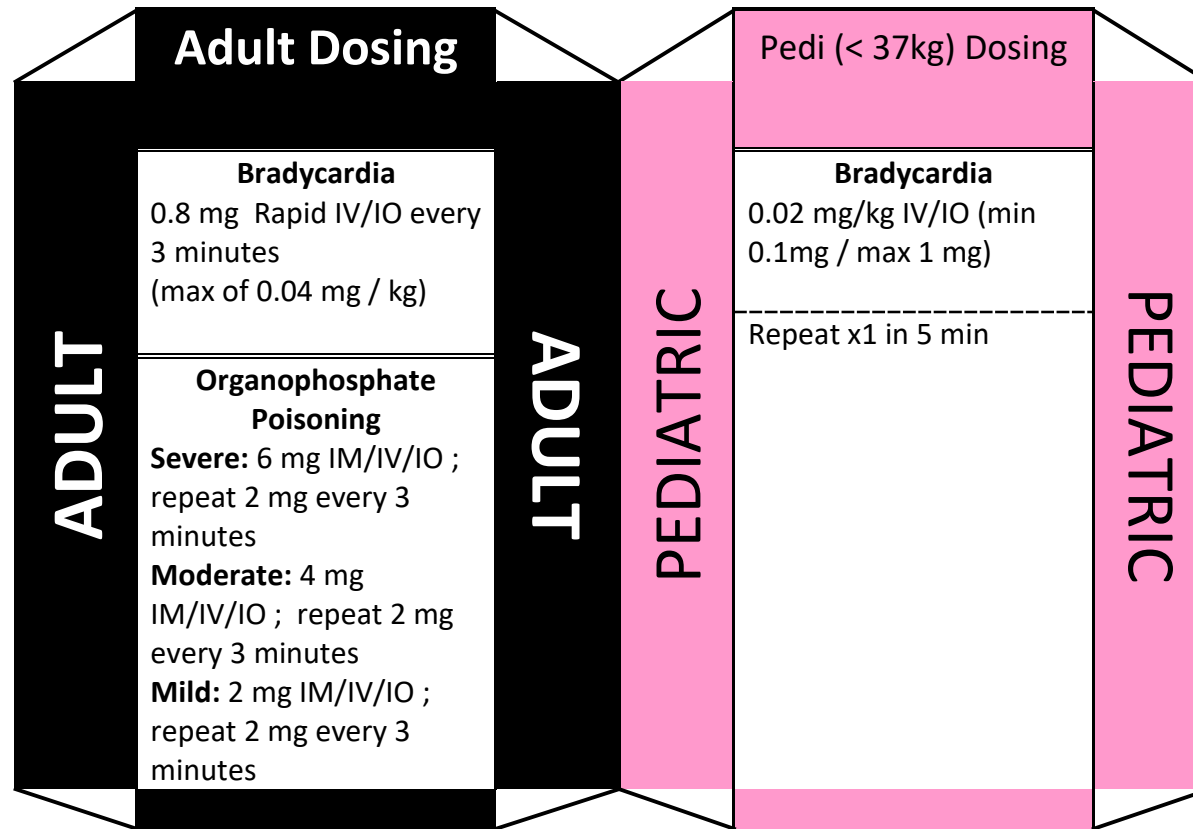 Adult Dosing
ADULT
Bradycardia
0.8 mg  Rapid IV/IO every
3 minutes
(max of 0.04 mg / kg)
Organophosphate
Poisoning
Severe: 6 mg IM/IV/IO ;
repeat 2 mg every 3
minutes
Moderate: 4 mg
IM/IV/IO ;  repeat 2 mg
every 3 minutes
Mild: 2 mg IM/IV/IO ;
repeat 2 mg every 3
minutes
ADULT
Pedi (< 37kg) Dosing
PEDIATRIC
Bradycardia
0.02 mg/kg IV/IO (min
0.1mg / max 1 mg)
Repeat x1 in 5 min
PEDIATRIC